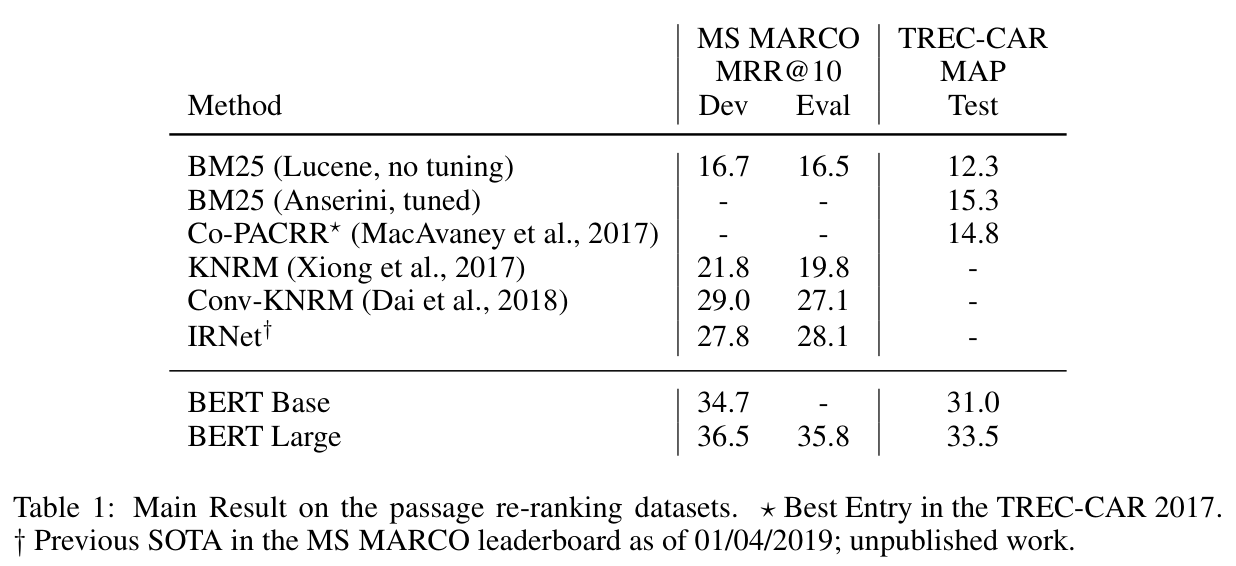 MS MARCO TREC-CAR
MRR@10 MAP
Method Dev Eval Test
BM25 (Lucene, no tuning) 16.7 16.5 12.3
BM25 (Anserini, tuned) - - 15.3
Co-PACRR⋆ (MacAvaney et al., 2017) - - 14.8
KNRM (Xiong et al., 2017) 21.8 19.8 -
Conv-KNRM (Dai et al., 2018) 29.0 27.1 -
IRNet† 27.8 28.1 -
BERT Base 34.7 - 31.0
BERT Large 36.5 35.8 33.5
Table 1: Main Result on the passage re-ranking datasets. ⋆ Best Entry in the TREC-CAR 2017.
† Previous SOTA in the MS MARCO leaderboard as of 01/04/2019; unpublished work.